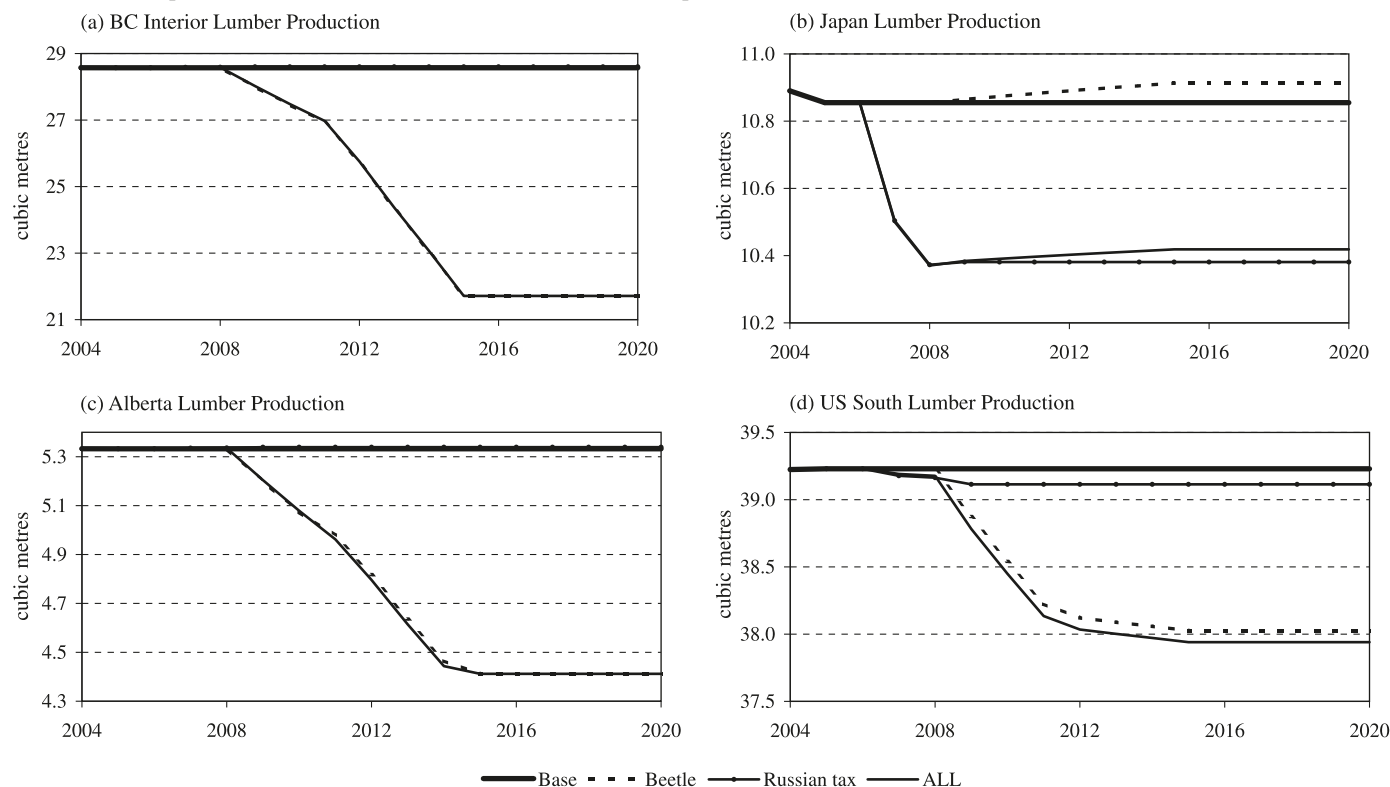 (a) BC Interior Lumber Production
29
27
25
23
21
cubic metres
2004 2008 2012 2016 2020
(b) Japan Lumber Production
11.0
10.8
10.6
10.4
10.2
cubic metres
2004 2008 2012 2016 2020
(c) Alberta Lumber Production
5.3
5.1
4.9
4.7
4.5
4.3
cubic metres
2004 2008 2012 2016 2020
(d) US South Lumber Production
39.5
39.0
38.5
38.0
37.5
cubic metres
2004 2008 2012 2016 2020
Base Beetle Russian tax ALL